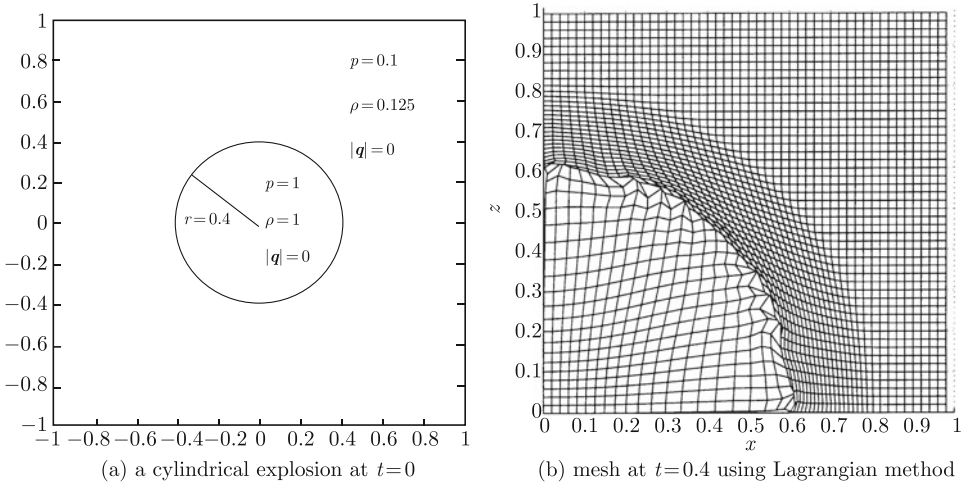 1
0.8
0.6
0.4
0.2
0
−0.2
−0.4
−0.6
−0.8
−1
−1 −0.8 −0.6 −0.4 −0.2 0 0.2 0.4 0.6 0.8 1
p=0.1
ρ=0.125
|q|=0
p=1
r=0.4
ρ=1
|q|=0
(a) a cylindrical explosion at t=0
1
0.9
0.8
0.7
0.6
0.5
0.4
0.3
0.2
0.1
0
z
0 0.1 0.2 0.3 0.4 0.5 0.6 0.7 0.8 0.9 1
x
(b) mesh at t=0.4 using Lagrangian method